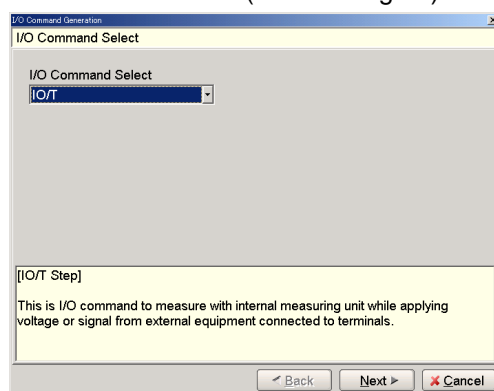 I/O Command Generation
I/O Command Select
I/O Command Select
IO/T
[IO/T Step]
This is I/O command to measure with internal measuring unit while applying
voltage or signal from external equipment connected to terminals.
Back Next Cancel